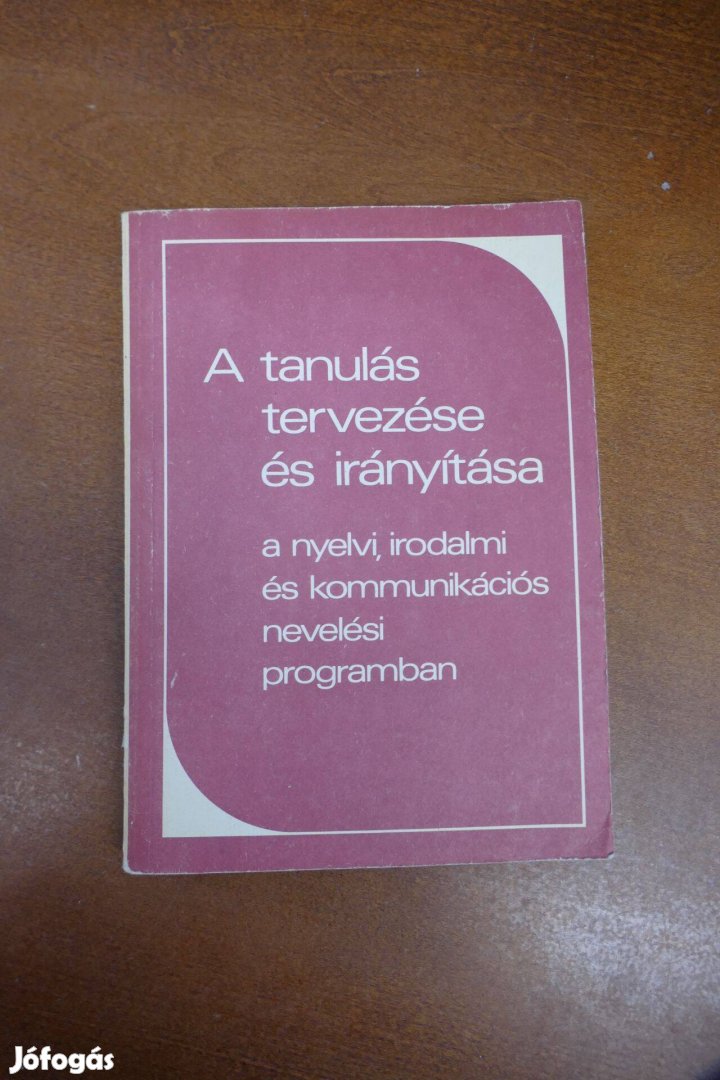 A tanulás
tervezése
és irányítása
a nyelvi, irodalmi
és kommunikációs
nevelési
programban
Jófogás